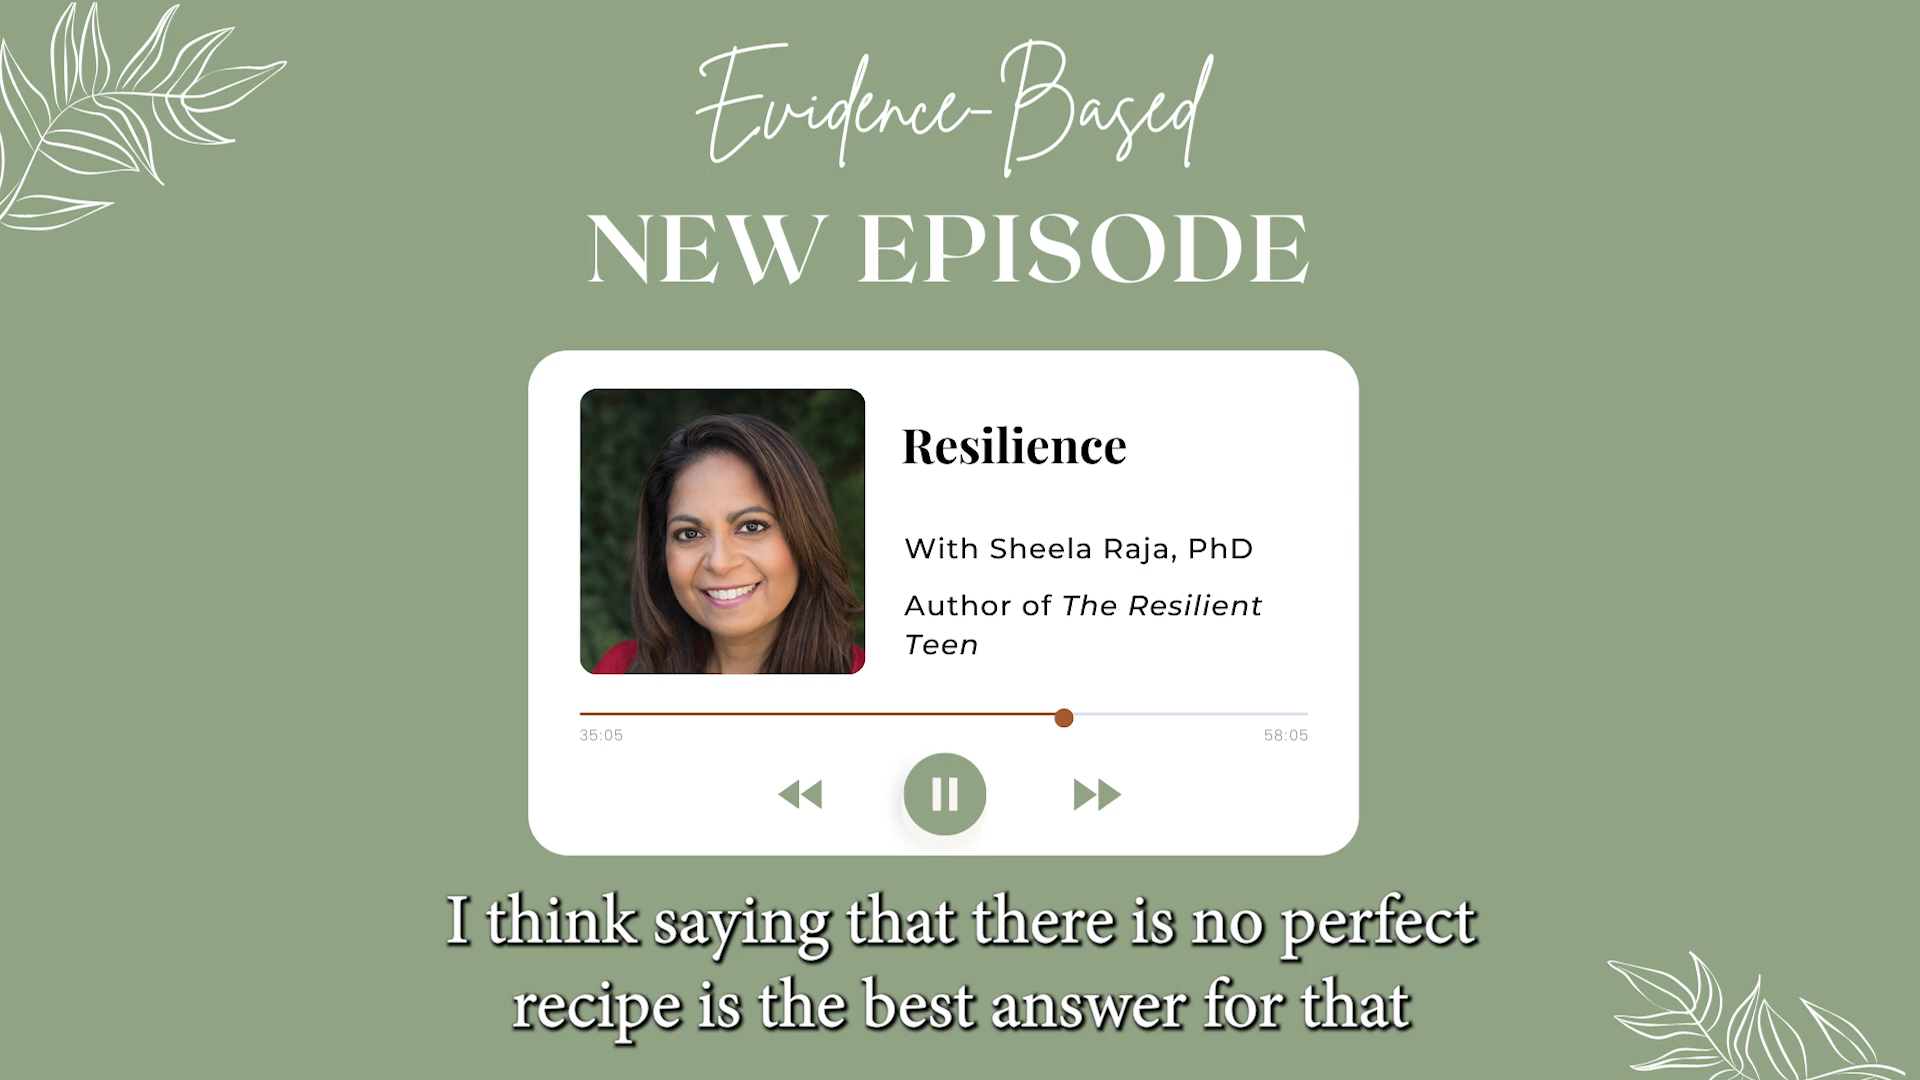 Evidence-Based
NEW EPISODE
Resilience
With Sheela Raja, PhD
Author of The Resilient
Teen
35:05
58:05
I think saying that there is no perfect
recipe is the best answer for that